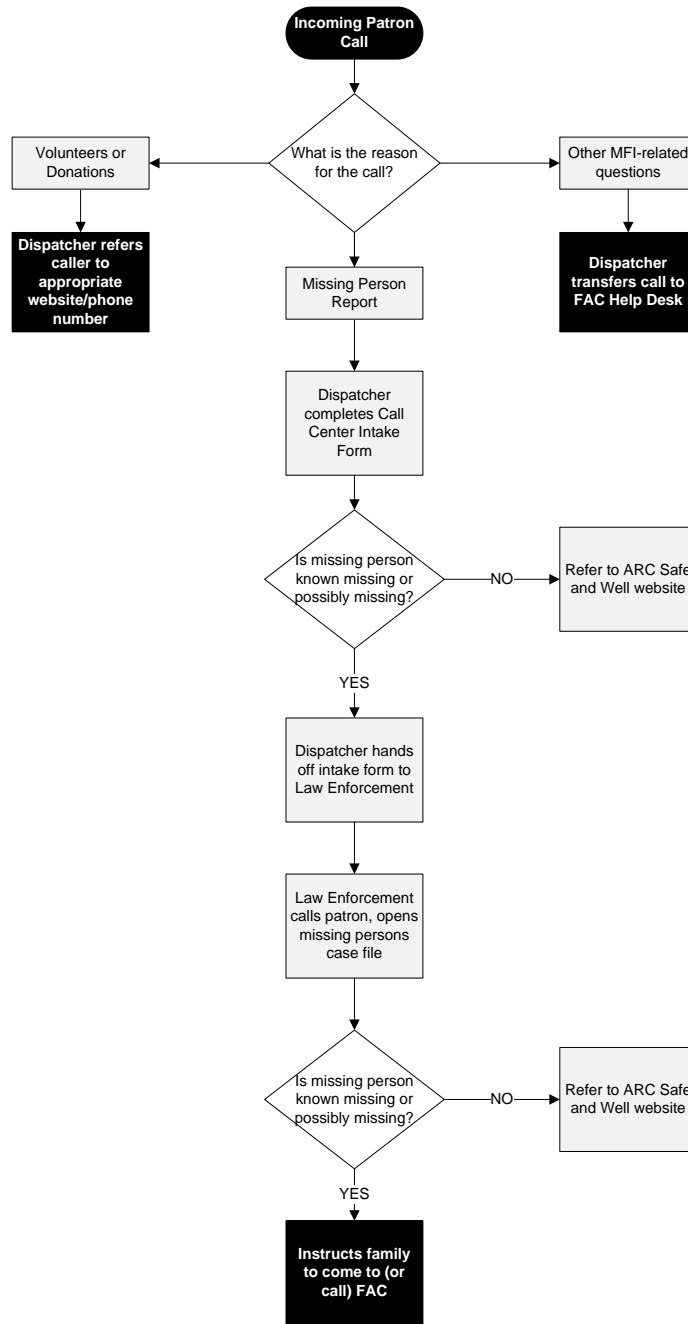 Incoming Patron
Call
What is the reason
for the call?
Volunteers or
Donations
Other MFI-related
questions
Dispatcher refers
caller to
appropriate
website/phone
number
Dispatcher
transfers call to
FAC Help Desk
Missing Person
Report
Dispatcher
completes Call
Center Intake
Form
Is missing person
known missing or
possibly missing?
NO
Refer to ARC Safe
and Well website
YES
Dispatcher hands
off intake form to
Law Enforcement
Law Enforcement
calls patron, opens
missing persons
case file
Is missing person
known missing or
possibly missing?
NO
Refer to ARC Safe
and Well website
YES
Instructs family
to come to (or
call) FAC